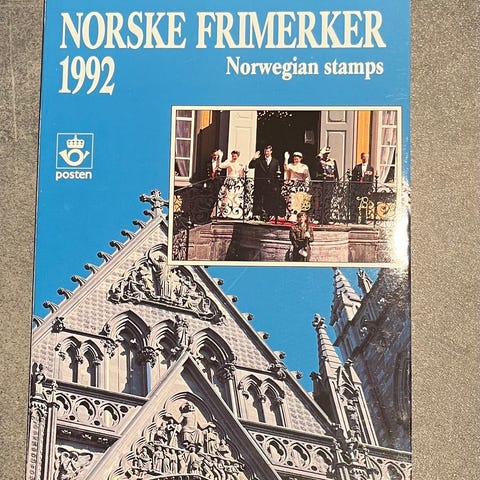 NORSKE FRIMERKER
1992
Norwegian stamps
posten